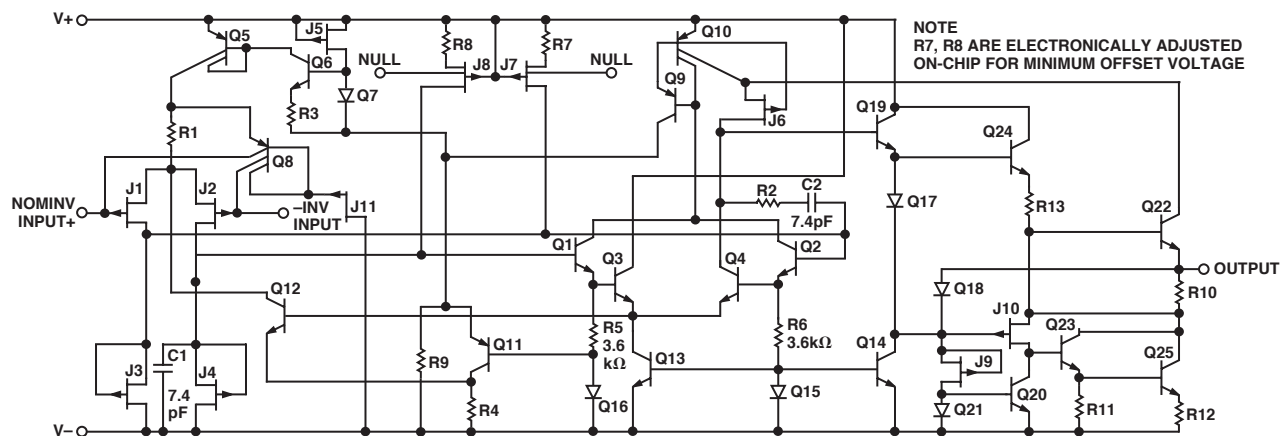 V+
Q5
J5
Q6
Q7
R3
R1
Q8
NULL
R8
J8
J7
R7
NULL
Q10
Q9
J6
NOTE
R7, R8 ARE ELECTRONICALLY ADJUSTED
ON-CHIP FOR MINIMUM OFFSET VOLTAGE
Q19
Q24
R2
C2
7.4pF
Q17
R13
Q22
NOMINV
INPUT+
J1
J2
–INV
INPUT
J11
Q1
Q3
Q4
Q2
Q12
Q18
OUTPUT
R10
J10
R5
3.6
kΩ
R6
3.6kΩ
Q23
R9
Q11
Q13
Q14
Q25
J3
C1
7.4
pF
J4
R4
Q16
Q15
J9
Q21
Q20
R11
R12
V–